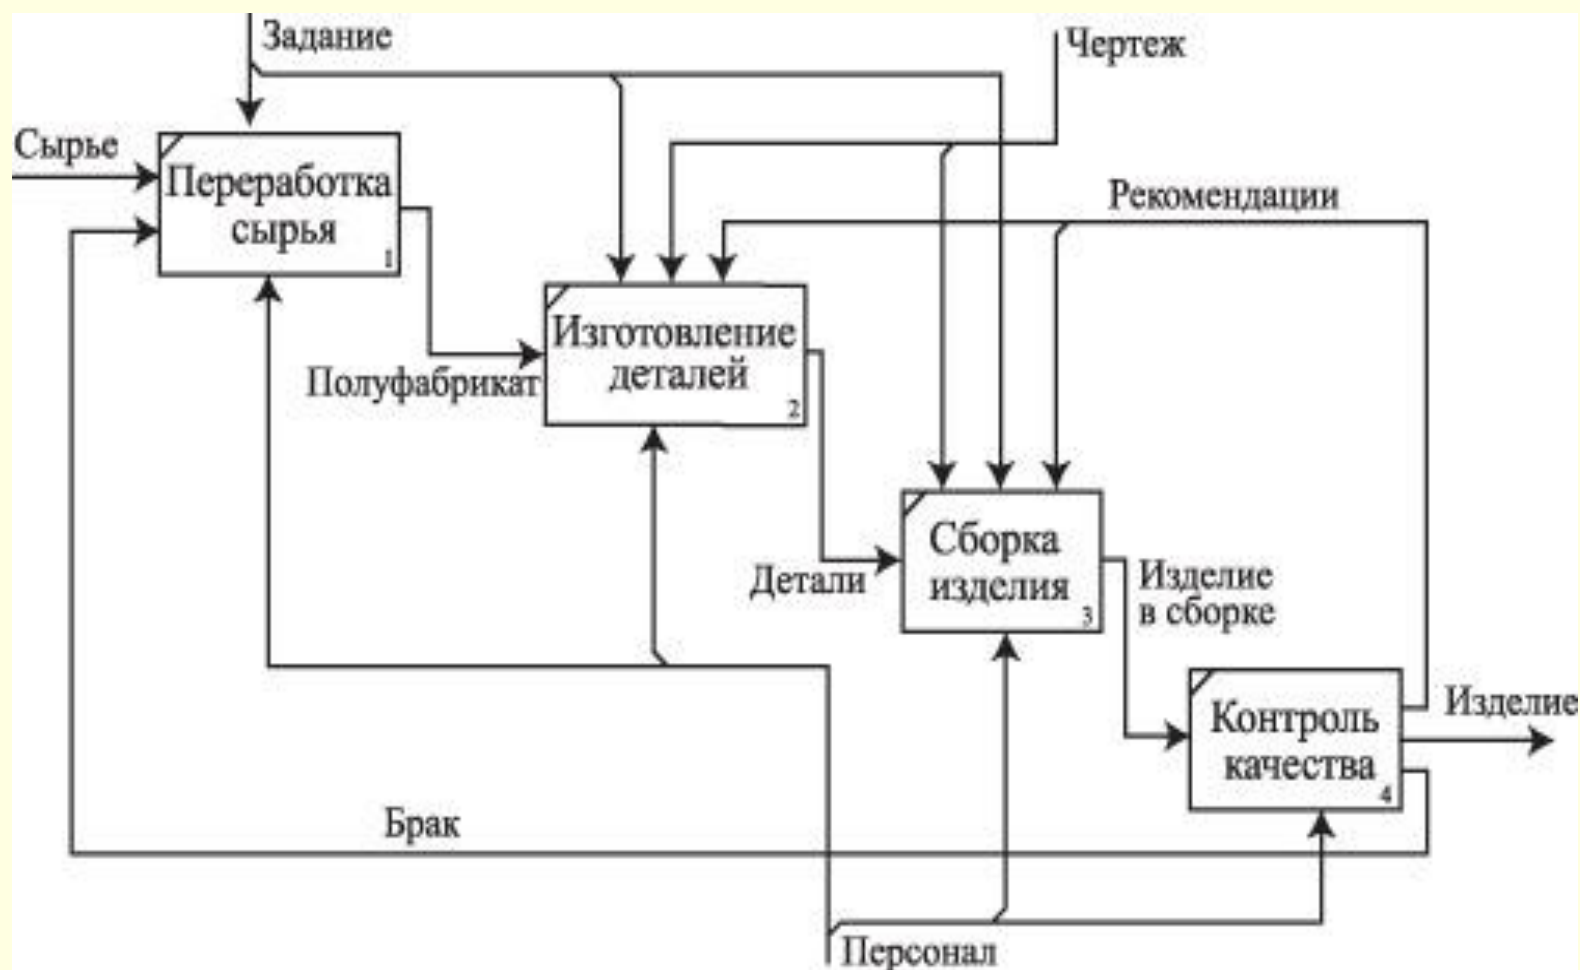 Задание
Чертеж
Сырье
Переработка
сырья
1
Рекомендации
Полуфабрикат
Изготовление
деталей
2
Детали
Сборка
изделия
3
Изделие
в сборке
Контроль
качества
4
Изделие
Брак
Персонал